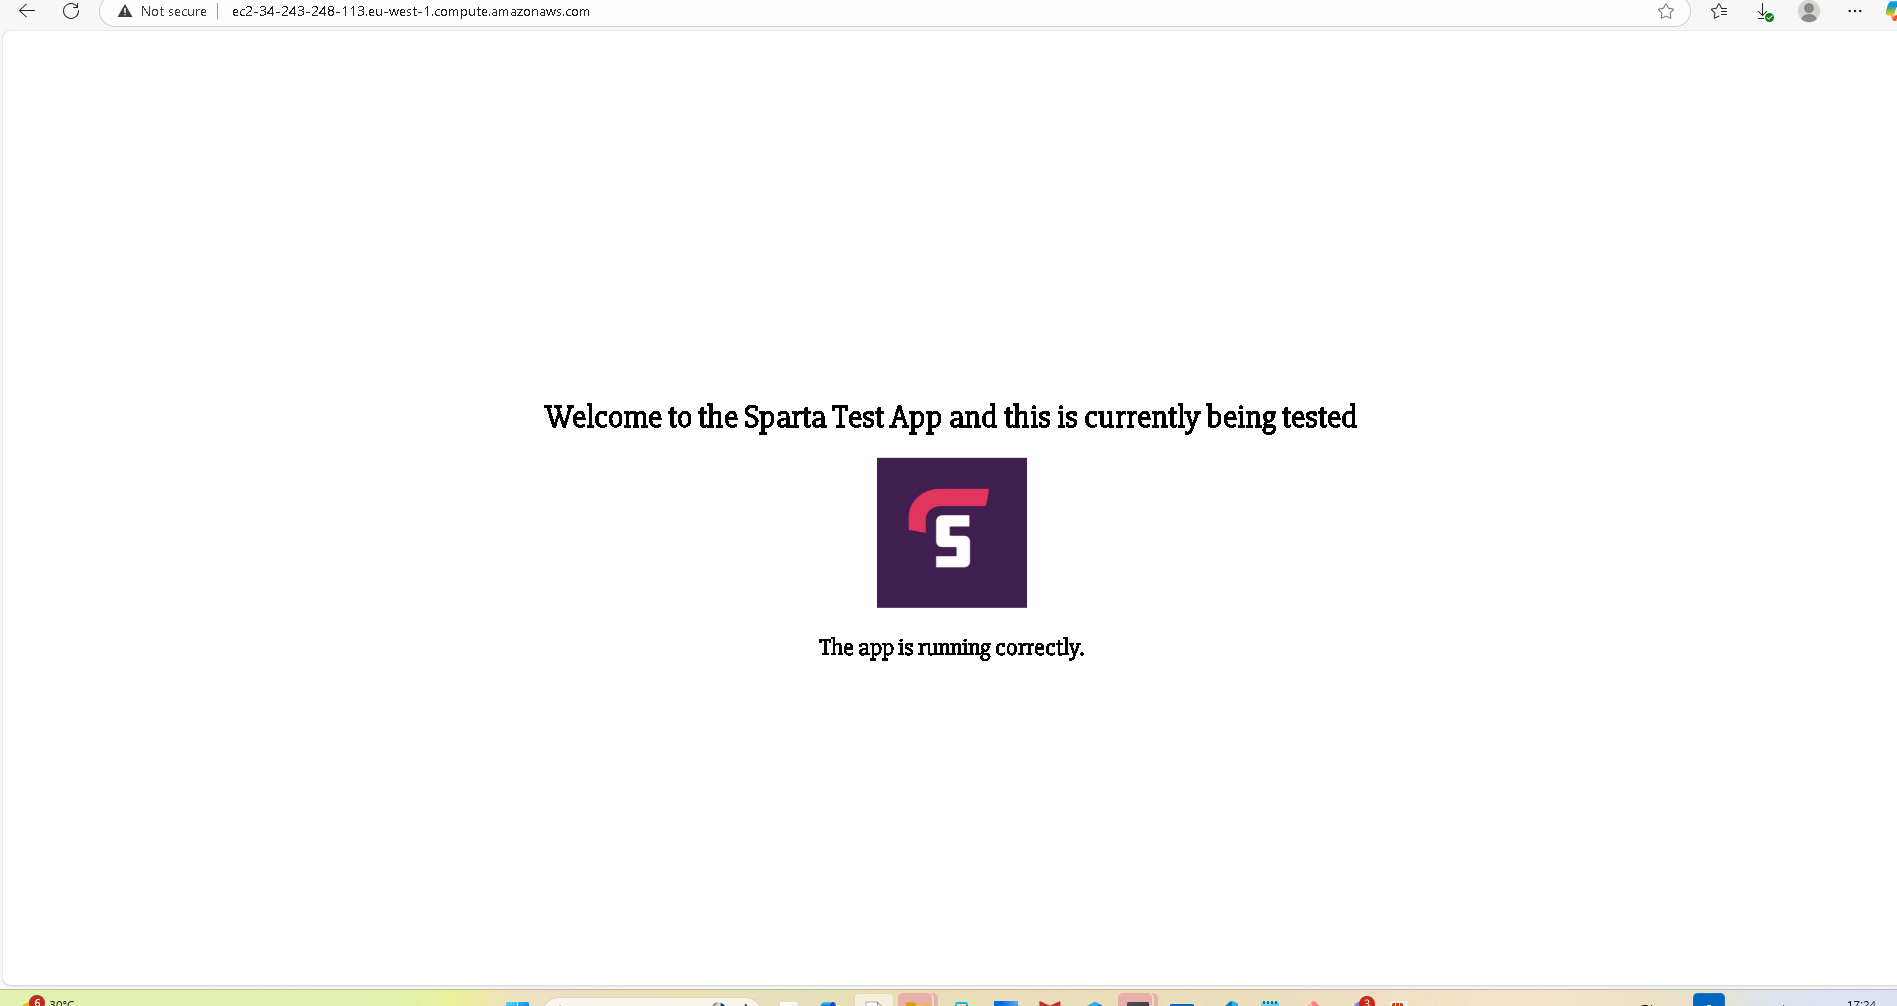 Not secure
ec2-34-243-248-113.eu-west-1.compute.amazonaws.com
Welcome to the Sparta Test App and this is currently being tested
S
The app is running correctly.
6
30°C
3
17:24